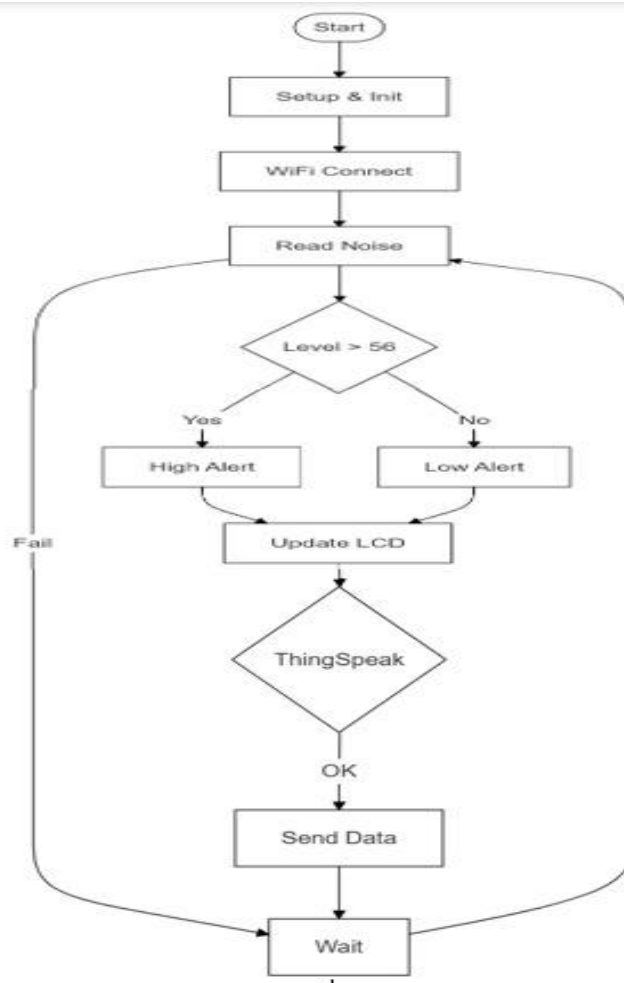 Start
Setup & Init
WiFi Connect
Read Noise
Level > 56
Yes
No
High Alert
Low Alert
Fail
Update LCD
ThingSpeak
OK
Send Data
Wait